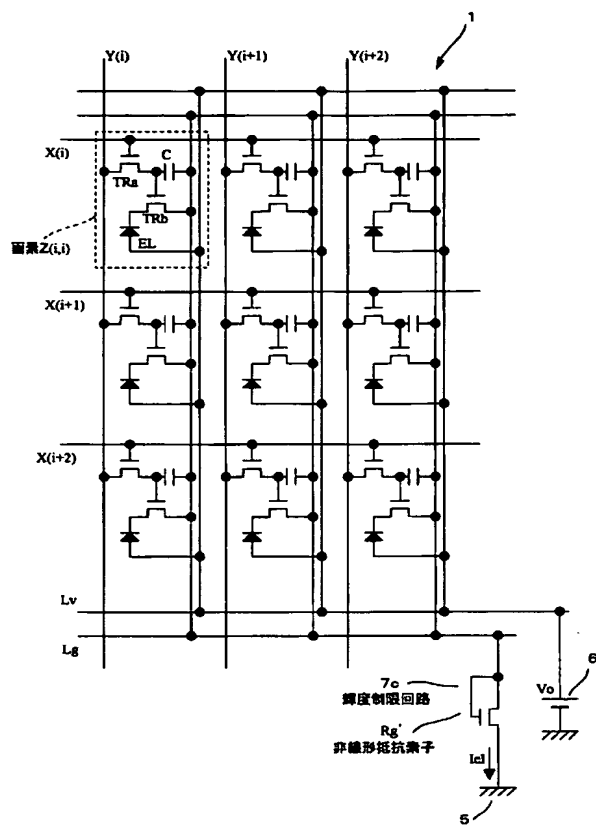 1
Y(i) Y(i+1) Y(i+2)
X(i)
C
TRa
TRb
EL
画素Z(i,i)
X(i+1)
X(i+2)
Lv
Lg
7c
輝度制限回路
Rg'
非線形抵抗素子
Icl
Vo
6
5